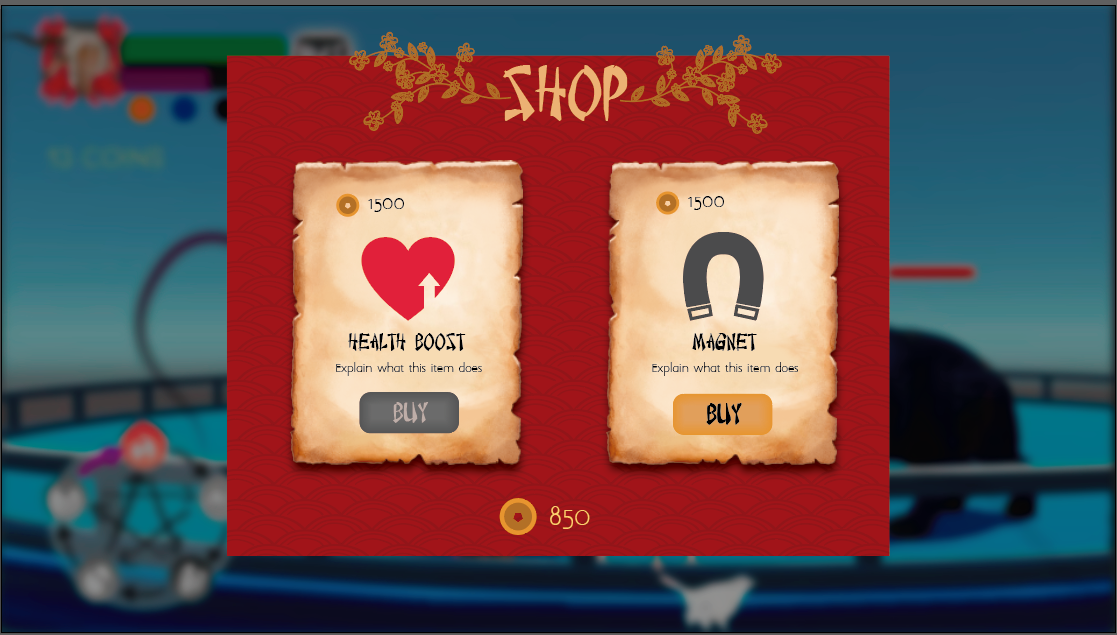 SHOP
1500
HEALTH BOOST
Explain what this item does
BUY
1500
MAGNET
Explain what this item does
BUY
850